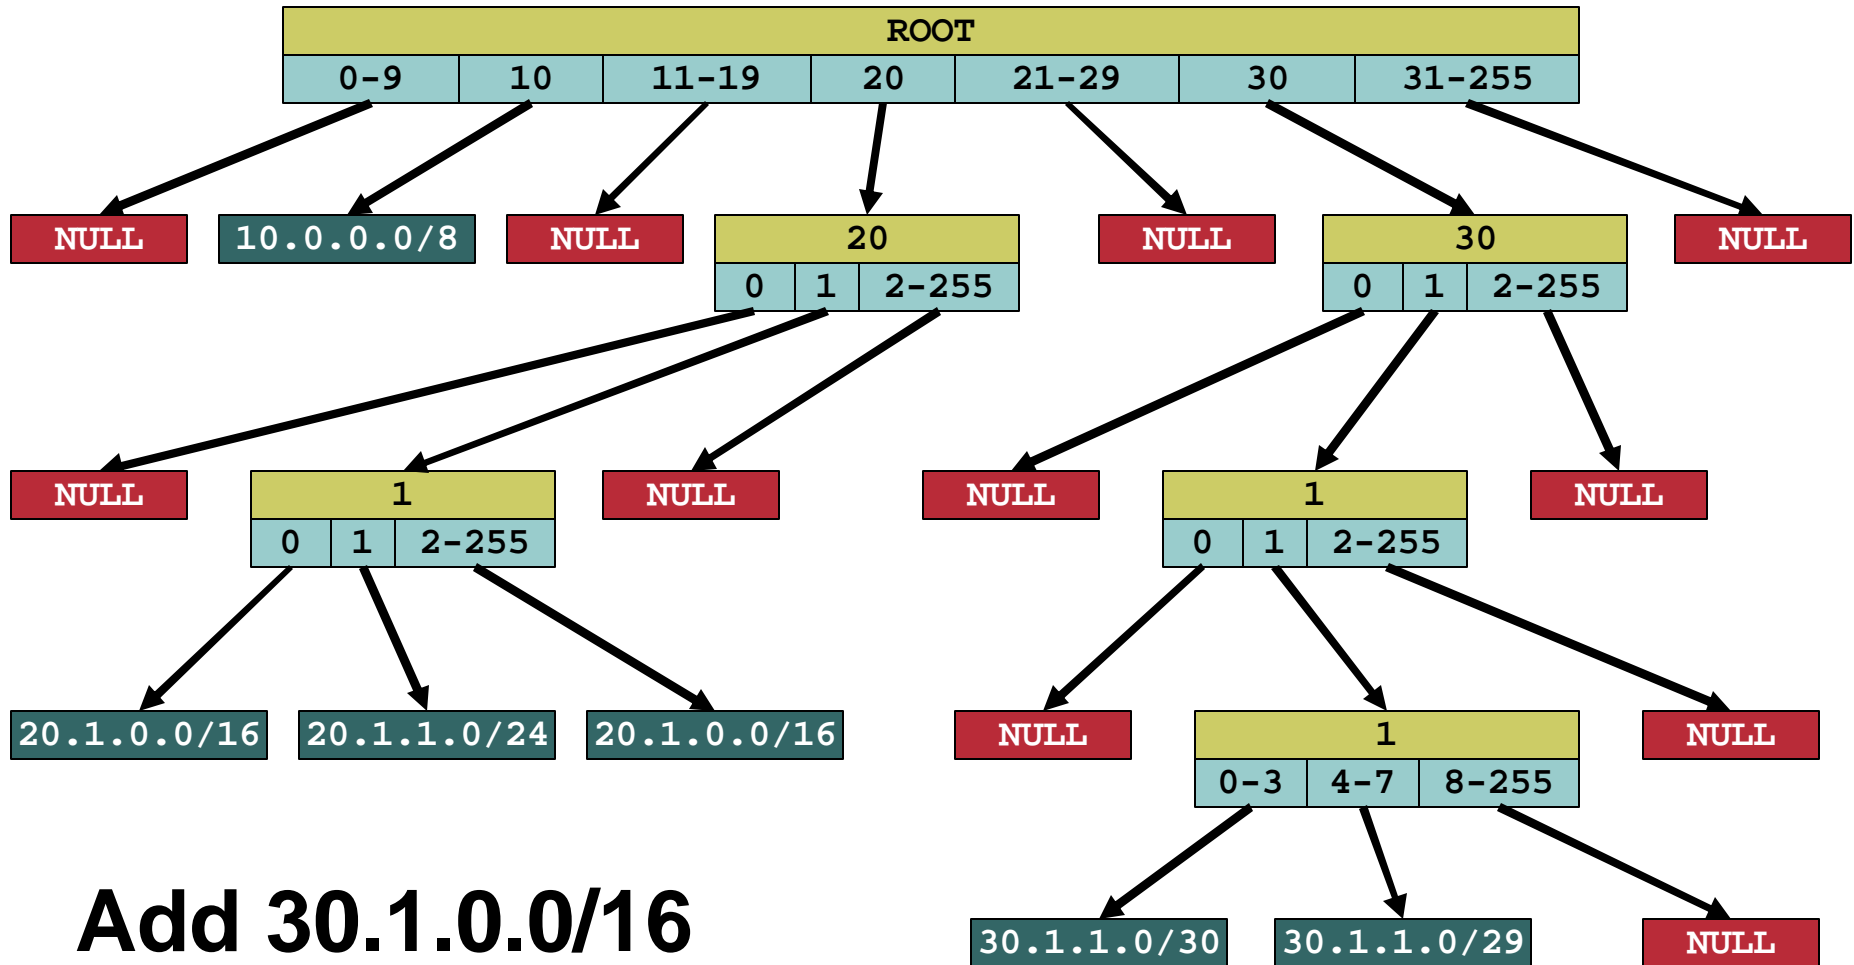 ROOT
0-9 10 11-19 20 21-29 30 31-255
NULL 10.0.0.0/8 NULL 20 NULL 30 NULL
0 1 2-255 0 1 2-255
NULL 1 NULL NULL 1 NULL
0 1 2-255 0 1 2-255
20.1.0.0/16 20.1.1.0/24 20.1.0.0/16 NULL 1 NULL
0-3 4-7 8-255
Add 30.1.0.0/16
30.1.1.0/30 30.1.1.0/29 NULL